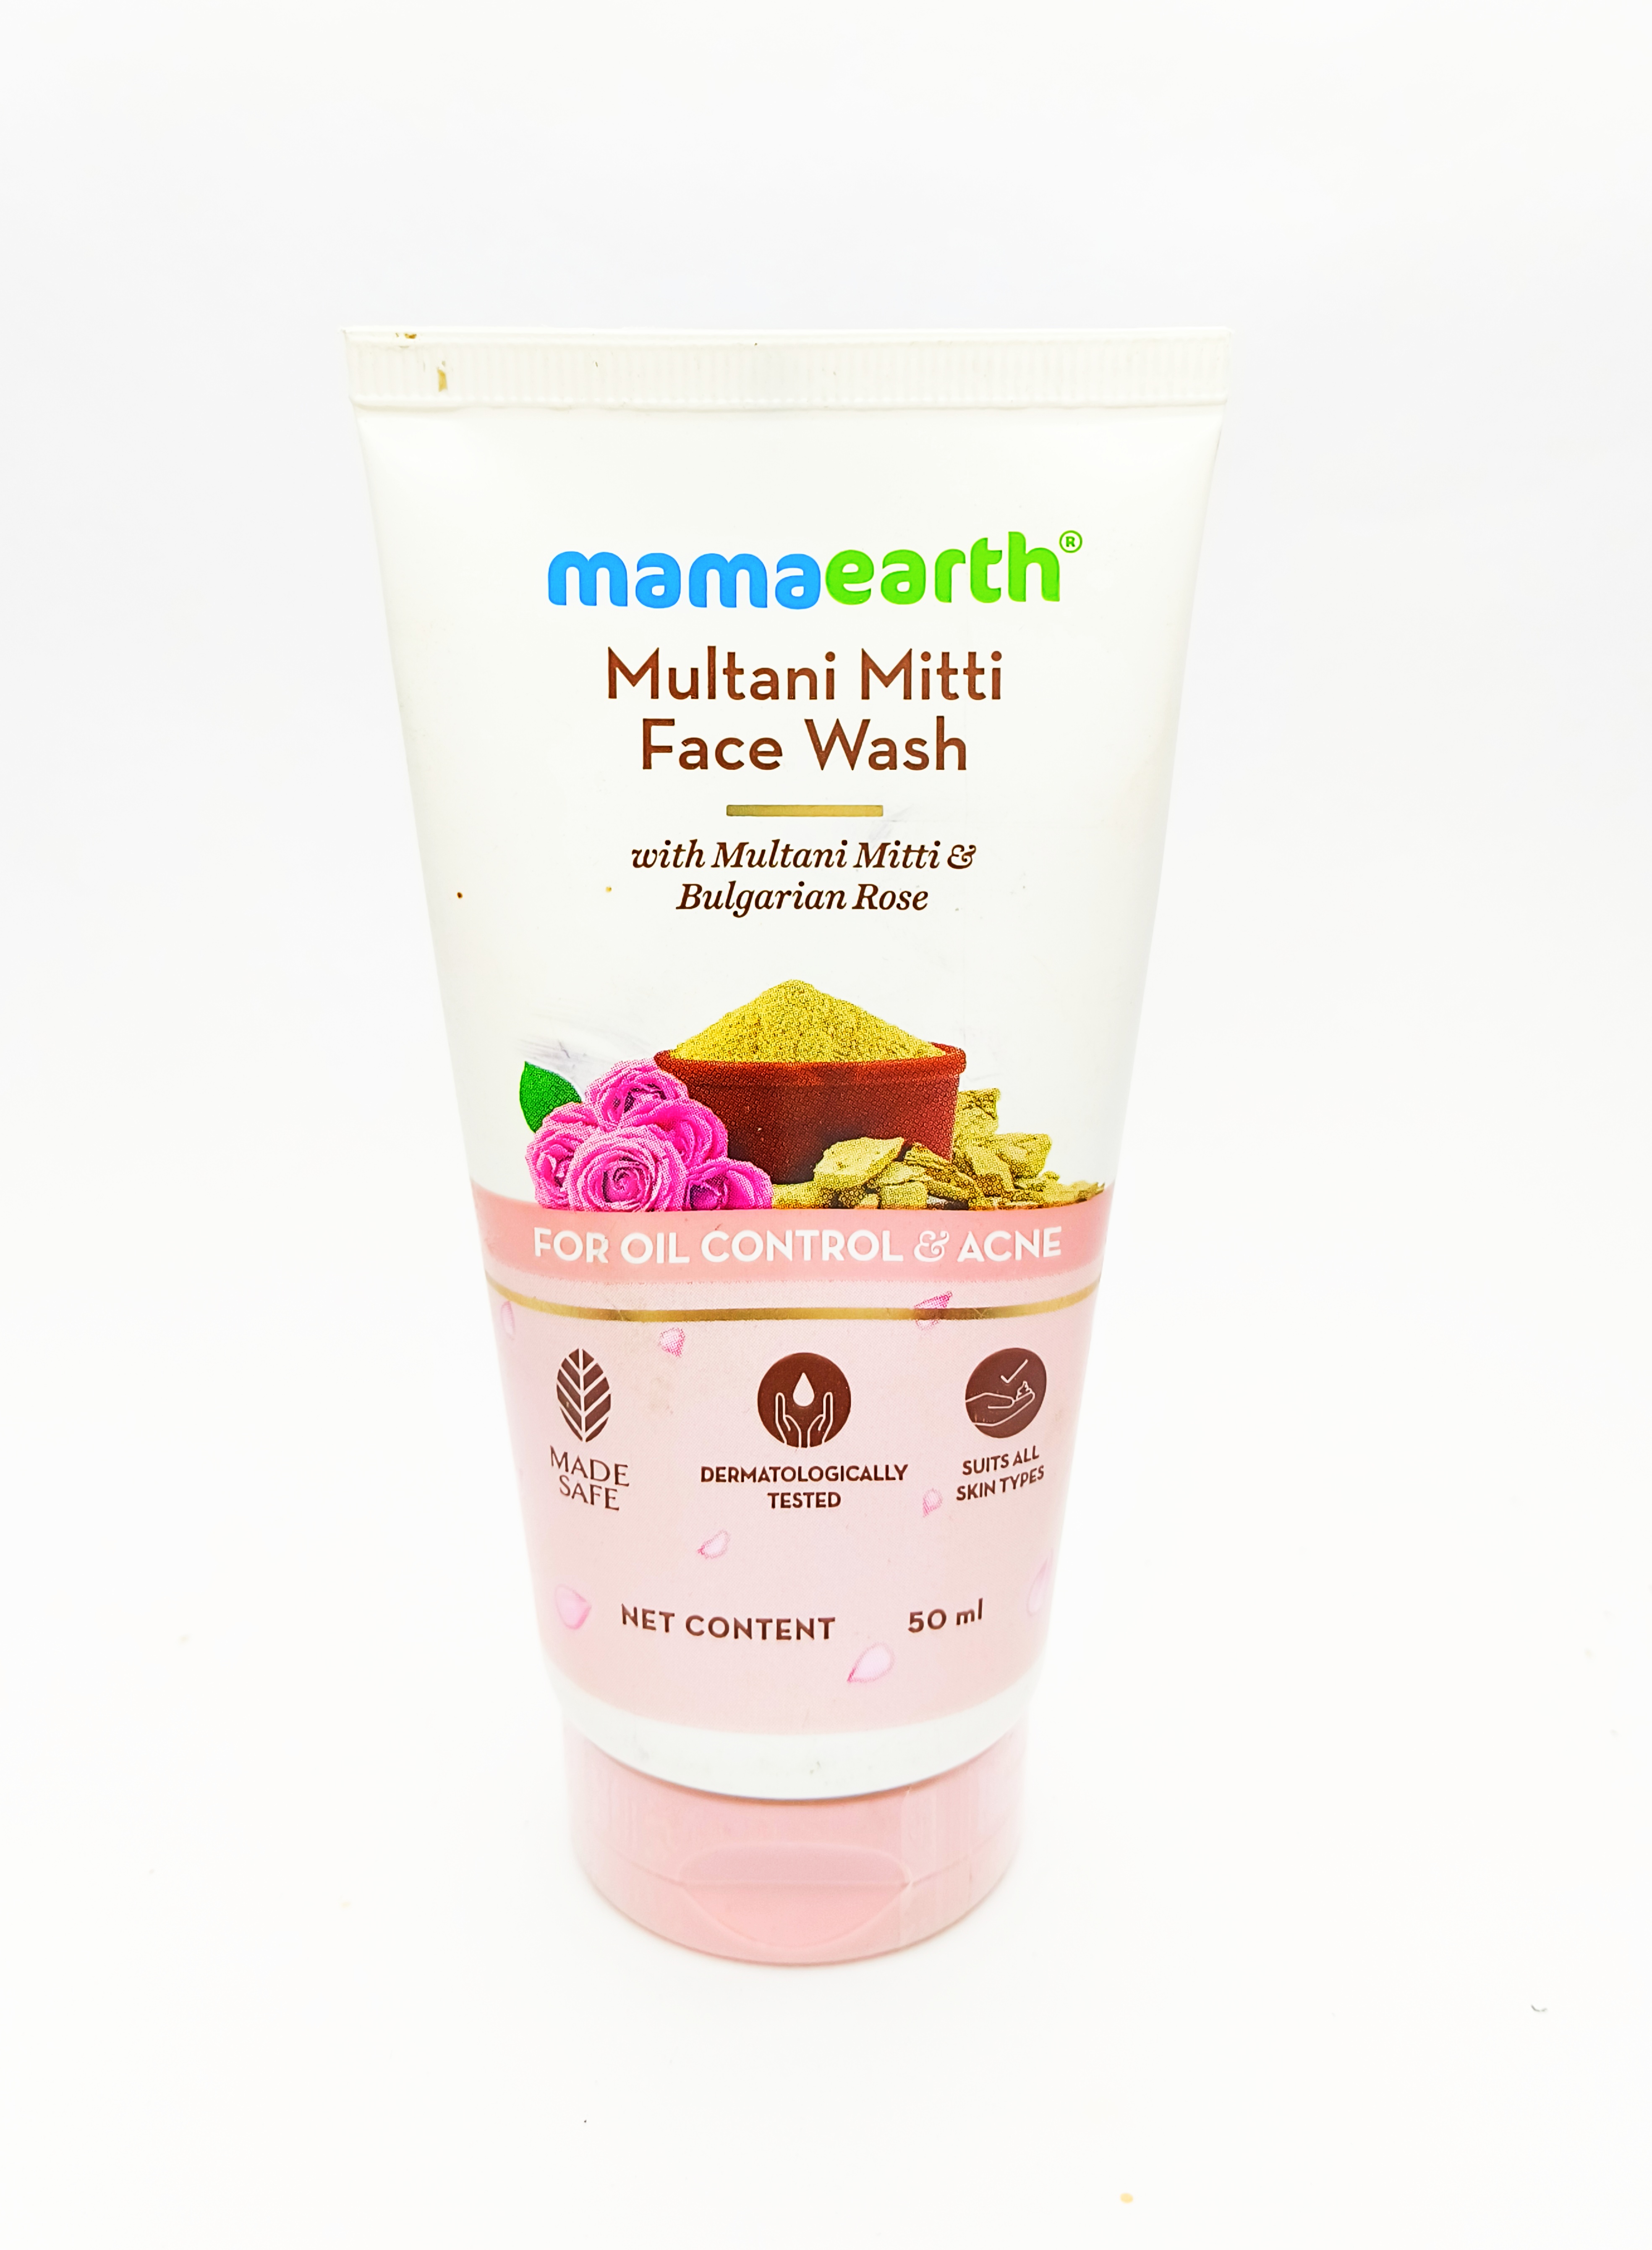 mamaearth®
Multani Mitti
Face Wash
with Multani Mitti &
Bulgarian Rose
FOR OIL CONTROL & ACNE
MADE
SAFE
DERMATOLOGICALLY
TESTED
SUITS ALL
SKIN TYPES
NET CONTENT 50 ml